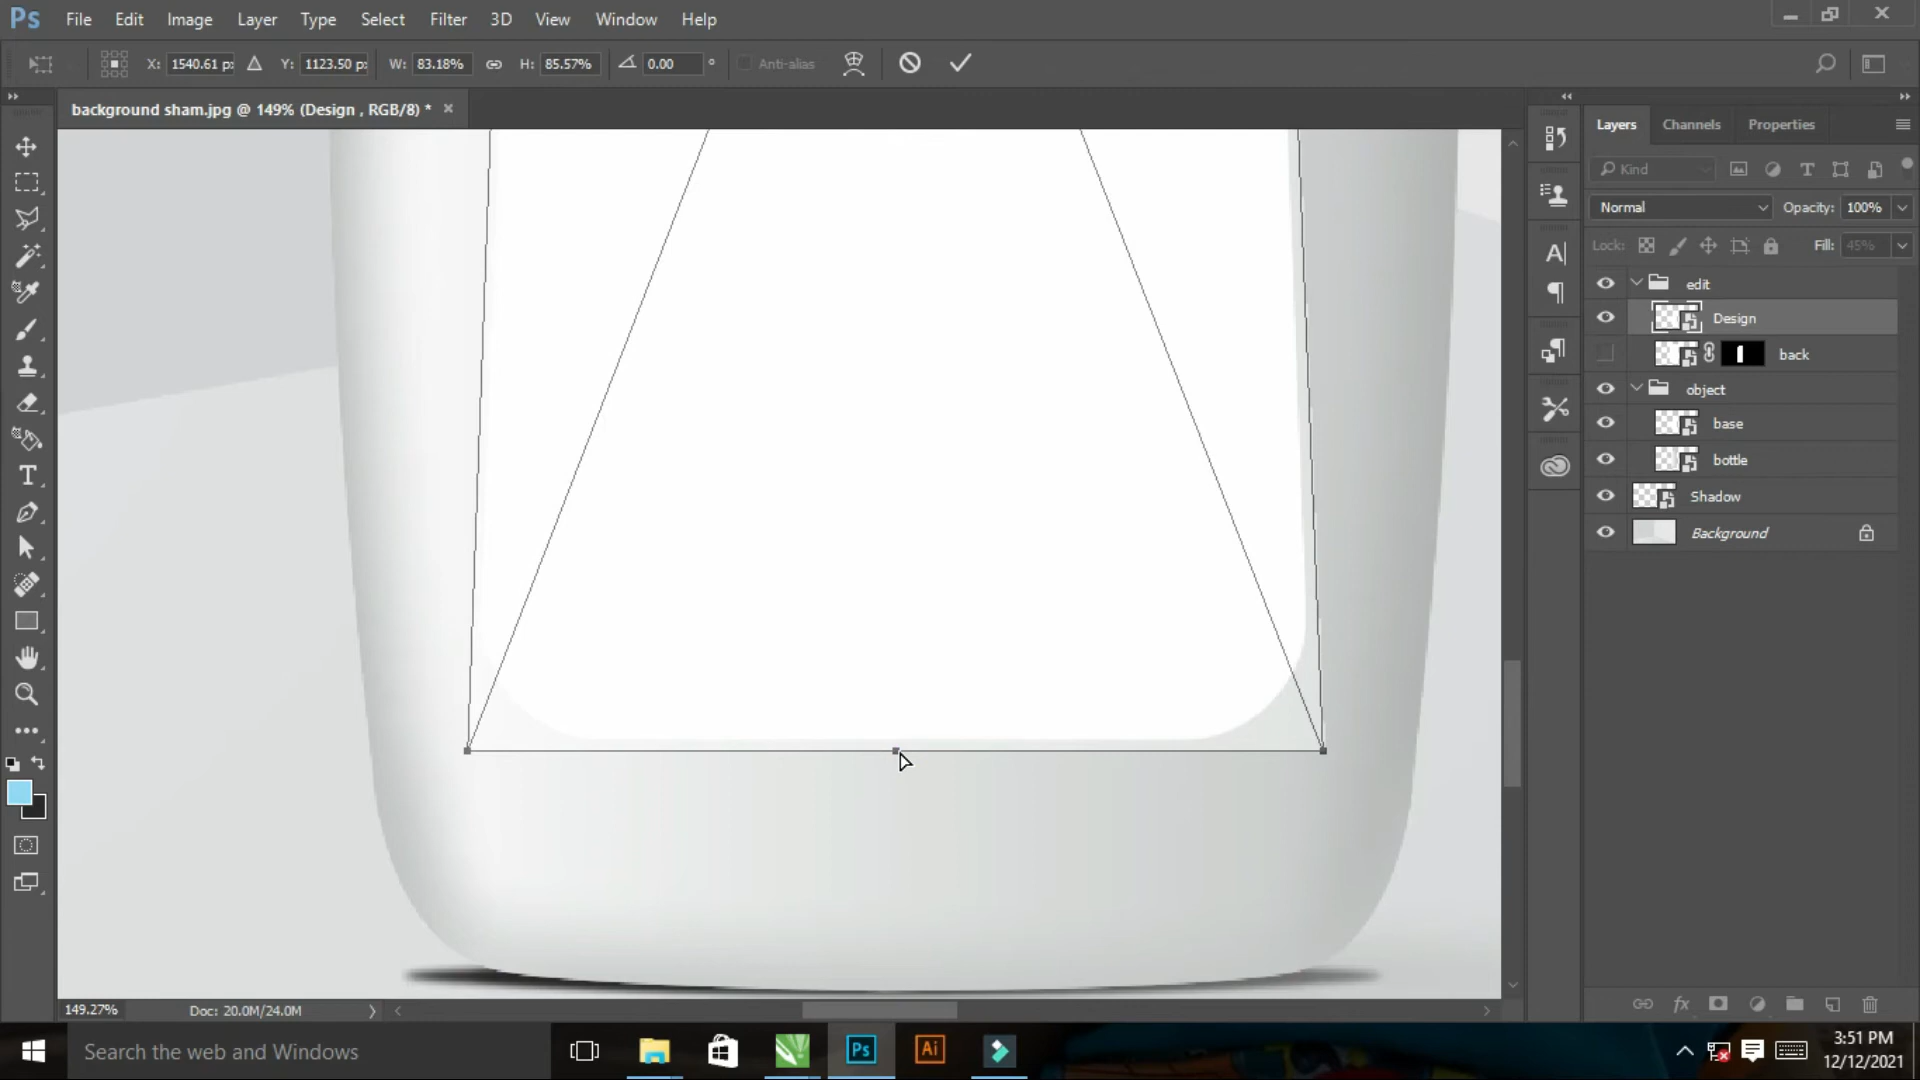 Ps File Edit Image Layer Type Select Filter 3D View Window Help
X: 1540.61 p: Y: 1123.50 p: W: 83.18% H: 85.57% 0.00 ° Anti-alias
background sham.jpg @ 149% (Design , RGB/8) *
Layers Channels Properties
Kind
Normal Opacity: 100%
Lock: Fill: 45%
edit
Design
back
object
base
bottle
Shadow
Background
149.27% Doc: 20.0M/24.0M
Search the web and Windows
Ps
Ai
3:51 PM
12/12/2021